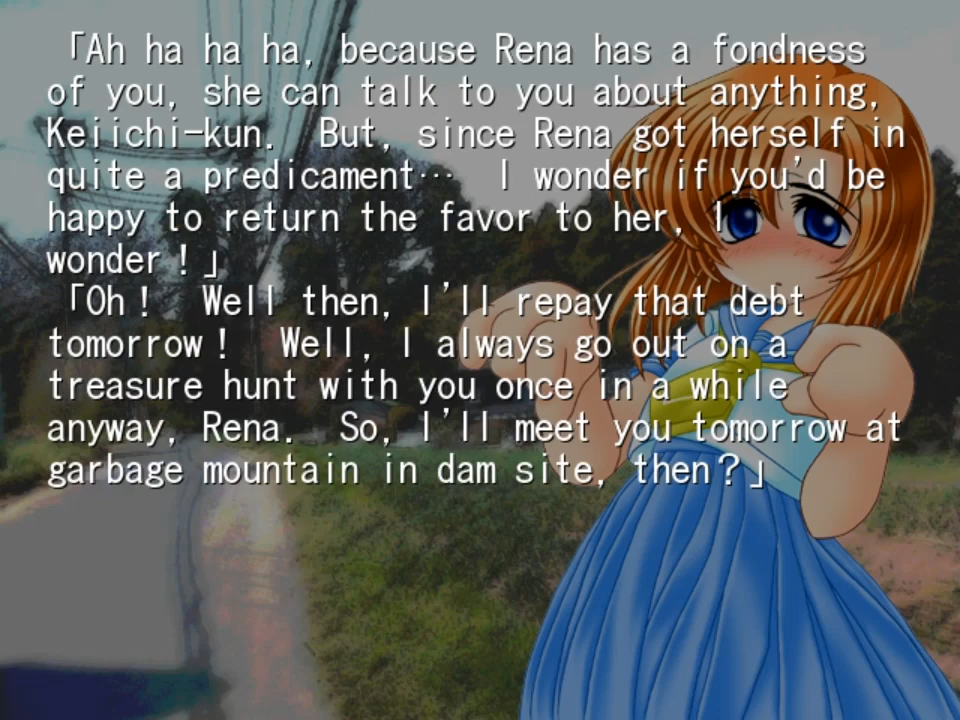 「Ah ha ha ha, because Rena has a fondness
of you, she can talk to you about anything,
Keiichi-kun.  But, since Rena got herself in
quite a predicament…  I wonder if you'd be
happy to return the favor to her, I
wonder！」
「Oh！  Well then, I'll repay that debt
tomorrow！  Well, I always go out on a
treasure hunt with you once in a while
anyway, Rena.  So, I'll meet you tomorrow at
garbage mountain in dam site, then？」